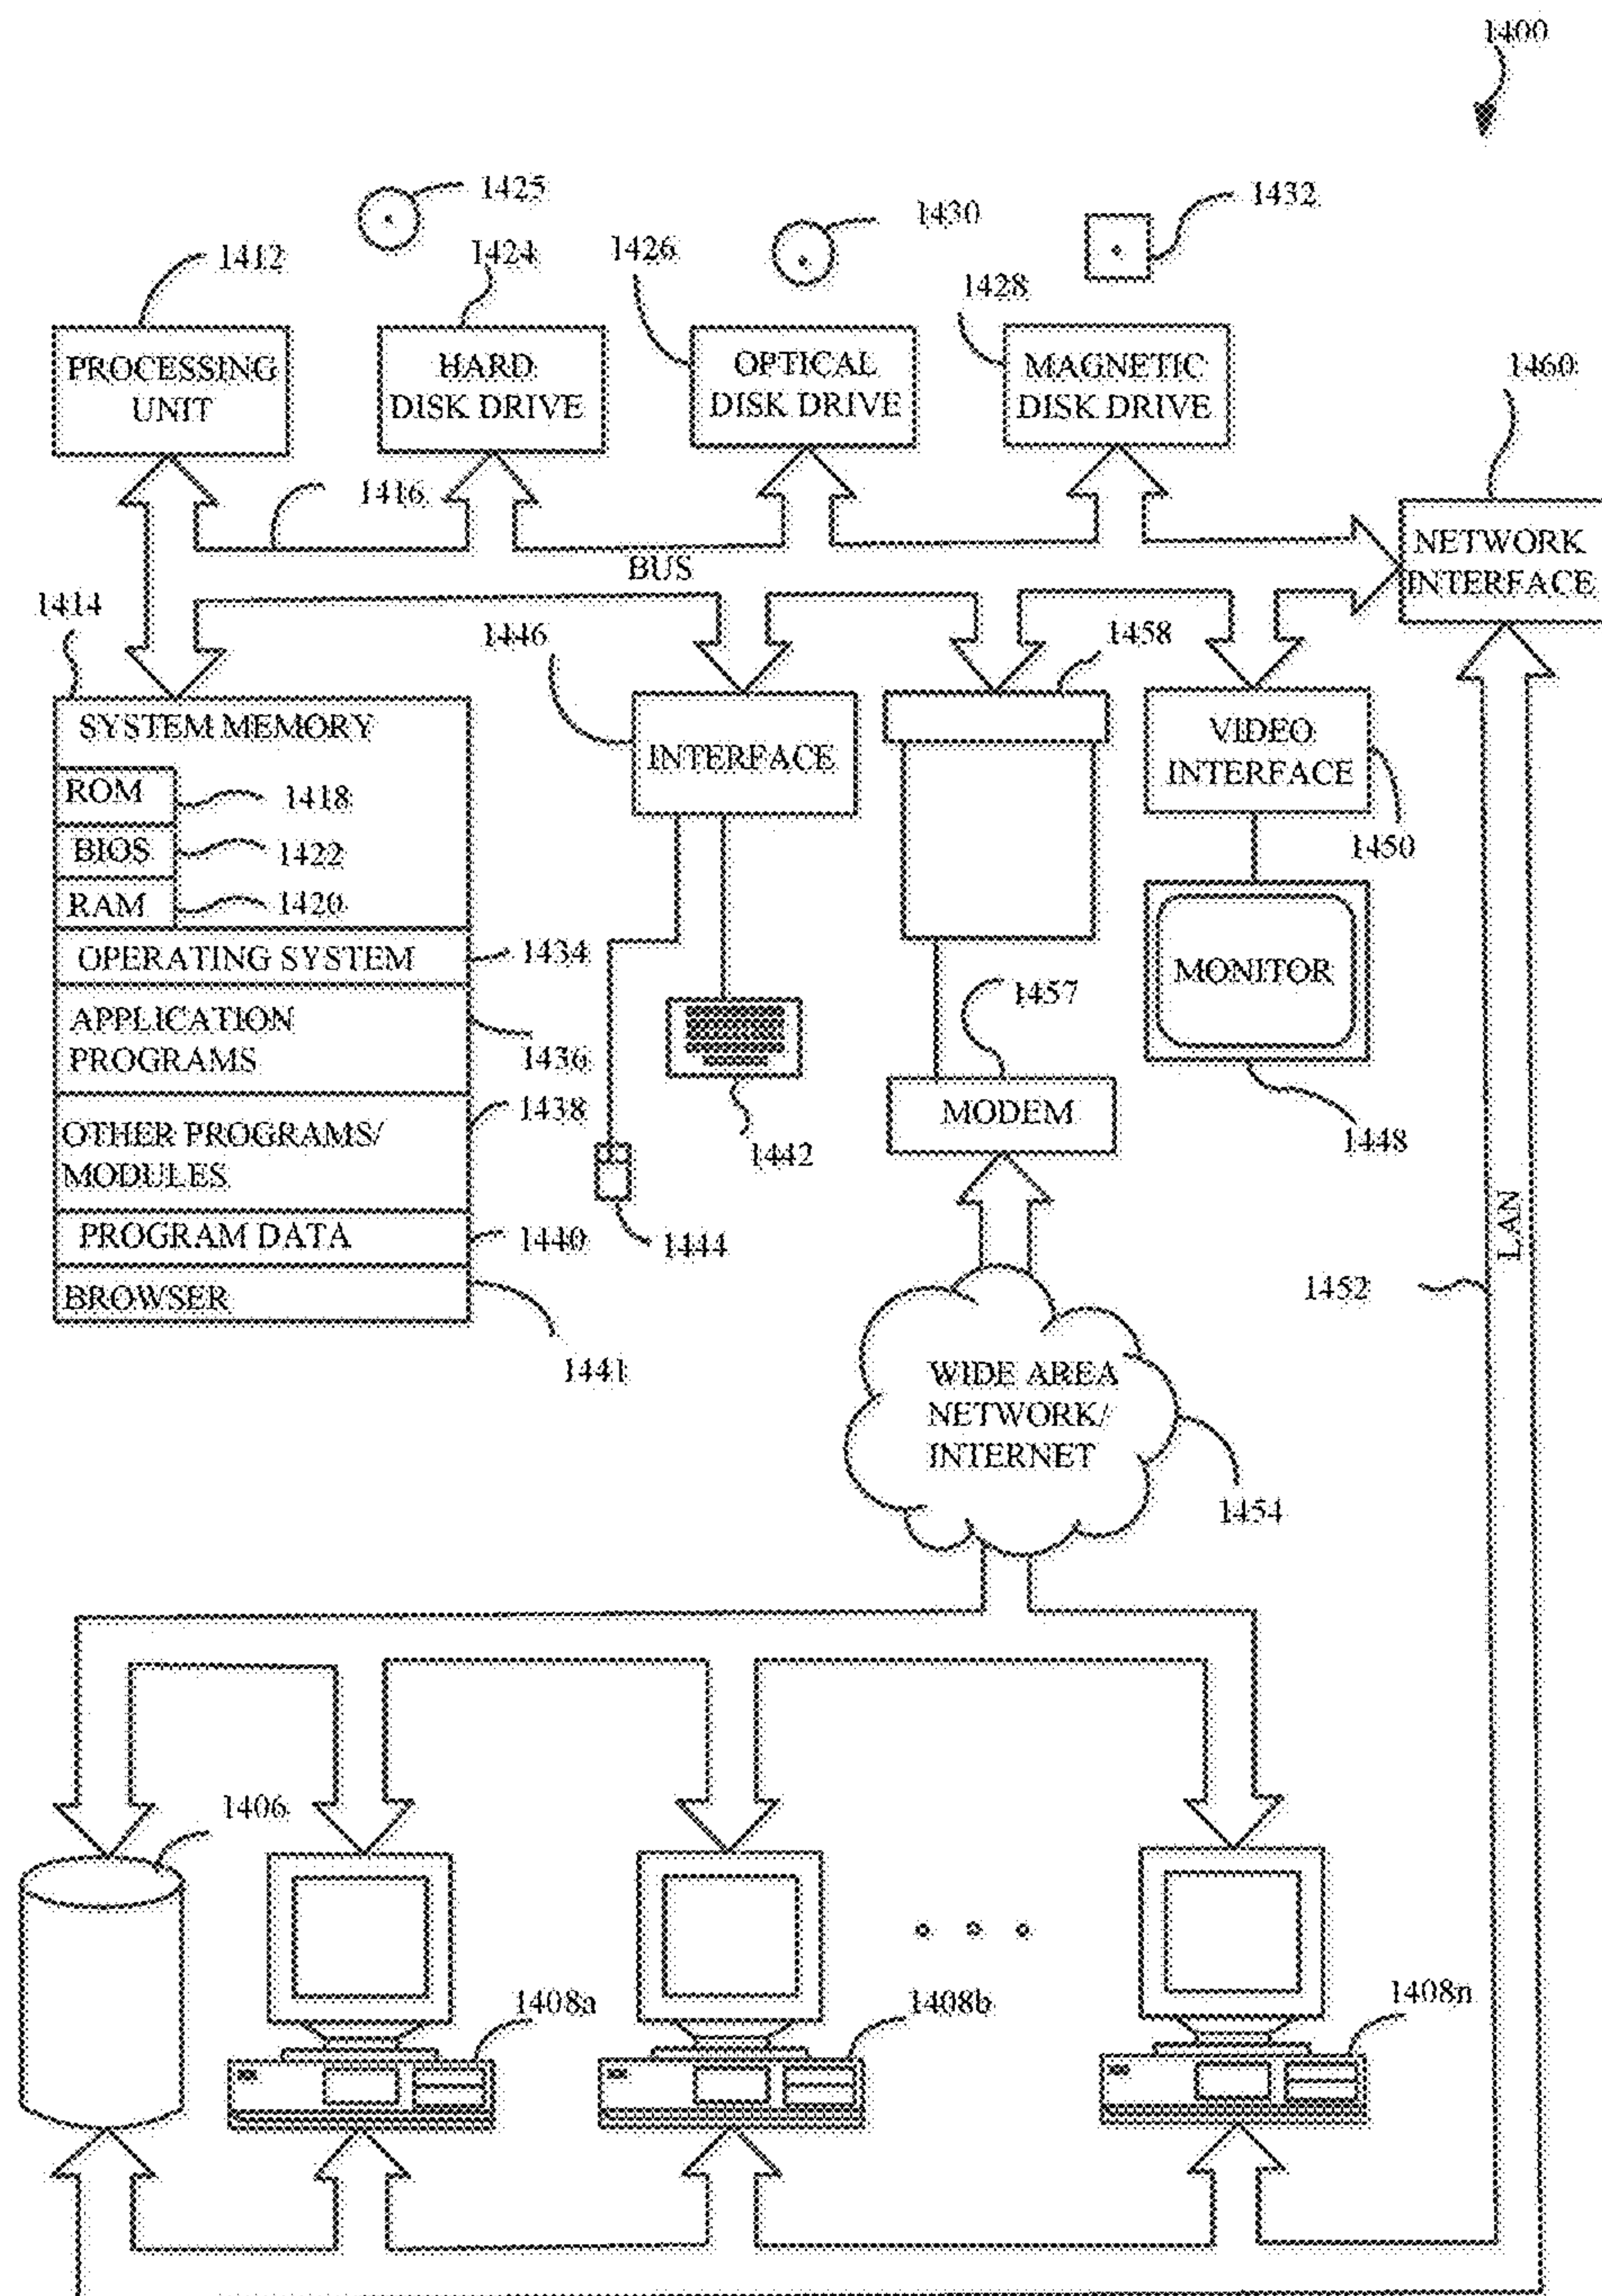 1400
1425
1430
1432
1412
1424
1426
1428
1460
PROCESSING
UNIT
HARD
DISK DRIVE
OPTICAL
DISK DRIVE
MAGNETIC
DISK DRIVE
1416
NETWORK
INTERFACE
BUS
1414
1446
1458
SYSTEM MEMORY
INTERFACE
VIDEO
INTERFACE
ROM
1418
BIOS
1422
1450
RAM
1420
OPERATING SYSTEM
1434
MONITOR
1457
APPLICATION
PROGRAMS
1436
1438
MODEM
OTHER PROGRAMS/
MODULES
1442
1448
PROGRAM DATA
1440
1444
LAN
BROWSER
1452
1441
WIDE AREA
NETWORK/
INTERNET
1454
1406
1408a
1408b
1408n